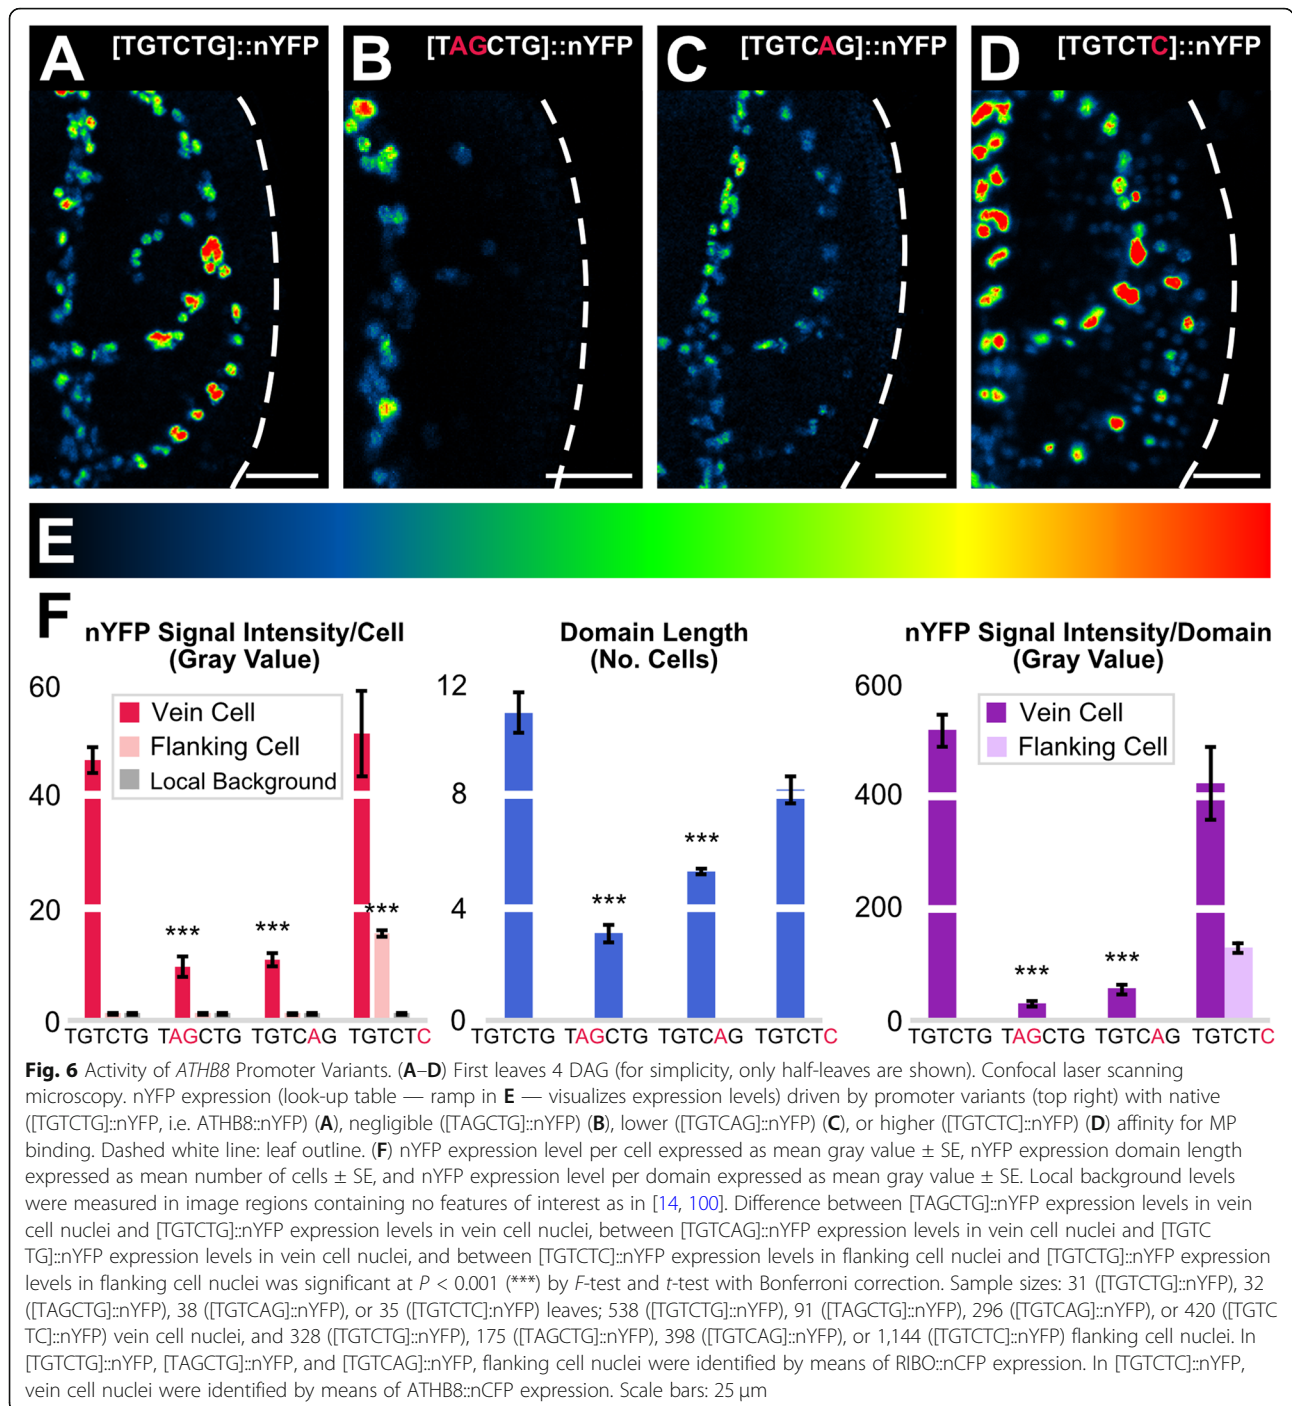 A [TGTCTG]::nYFP
B [TAGCTG]::nYFP
C [TGTCAG]::nYFP
D [TGTCTC]::nYFP
E
F
nYFP Signal Intensity/Cell
(Gray Value)
60
40
20
0
Vein Cell
Flanking Cell
Local Background
***
***
***
TGTCTG TAGCTG TGTCAG TGTCTC
Domain Length
(No. Cells)
12
8
4
0
***
***
TGTCTG TAGCTG TGTCAG TGTCTC
nYFP Signal Intensity/Domain
(Gray Value)
600
400
200
0
Vein Cell
Flanking Cell
***
***
TGTCTG TAGCTG TGTCAG TGTCTC
Fig. 6 Activity of ATHB8 Promoter Variants. (A–D) First leaves 4 DAG (for simplicity, only half-leaves are shown). Confocal laser scanning
microscopy. nYFP expression (look-up table — ramp in E — visualizes expression levels) driven by promoter variants (top right) with native
([TGTCTG]::nYFP, i.e. ATHB8::nYFP) (A), negligible ([TAGCTG]::nYFP) (B), lower ([TGTCAG]::nYFP) (C), or higher ([TGTCTC]::nYFP) (D) affinity for MP
binding. Dashed white line: leaf outline. (F) nYFP expression level per cell expressed as mean gray value ± SE, nYFP expression domain length
expressed as mean number of cells ± SE, and nYFP expression level per domain expressed as mean gray value ± SE. Local background levels
were measured in image regions containing no features of interest as in [14, 100]. Difference between [TAGCTG]::nYFP expression levels in vein
cell nuclei and [TGTCTG]::nYFP expression levels in vein cell nuclei, between [TGTCAG]::nYFP expression levels in vein cell nuclei and [TGTC
TG]::nYFP expression levels in vein cell nuclei, and between [TGTCTC]::nYFP expression levels in flanking cell nuclei and [TGTCTG]::nYFP expression
levels in flanking cell nuclei was significant at P < 0.001 (***) by F-test and t-test with Bonferroni correction. Sample sizes: 31 ([TGTCTG]::nYFP), 32
([TAGCTG]::nYFP), 38 ([TGTCAG]::nYFP), or 35 ([TGTCTC]::nYFP) leaves; 538 ([TGTCTG]::nYFP), 91 ([TAGCTG]::nYFP), 296 ([TGTCAG]::nYFP), or 420 ([TGTC
TC]::nYFP) vein cell nuclei, and 328 ([TGTCTG]::nYFP), 175 ([TAGCTG]::nYFP), 398 ([TGTCAG]::nYFP), or 1,144 ([TGTCTC]::nYFP) flanking cell nuclei. In
[TGTCTG]::nYFP, [TAGCTG]::nYFP, and [TGTCAG]::nYFP, flanking cell nuclei were identified by means of RIBO::nCFP expression. In [TGTCTC]::nYFP,
vein cell nuclei were identified by means of ATHB8::nCFP expression. Scale bars: 25 μm